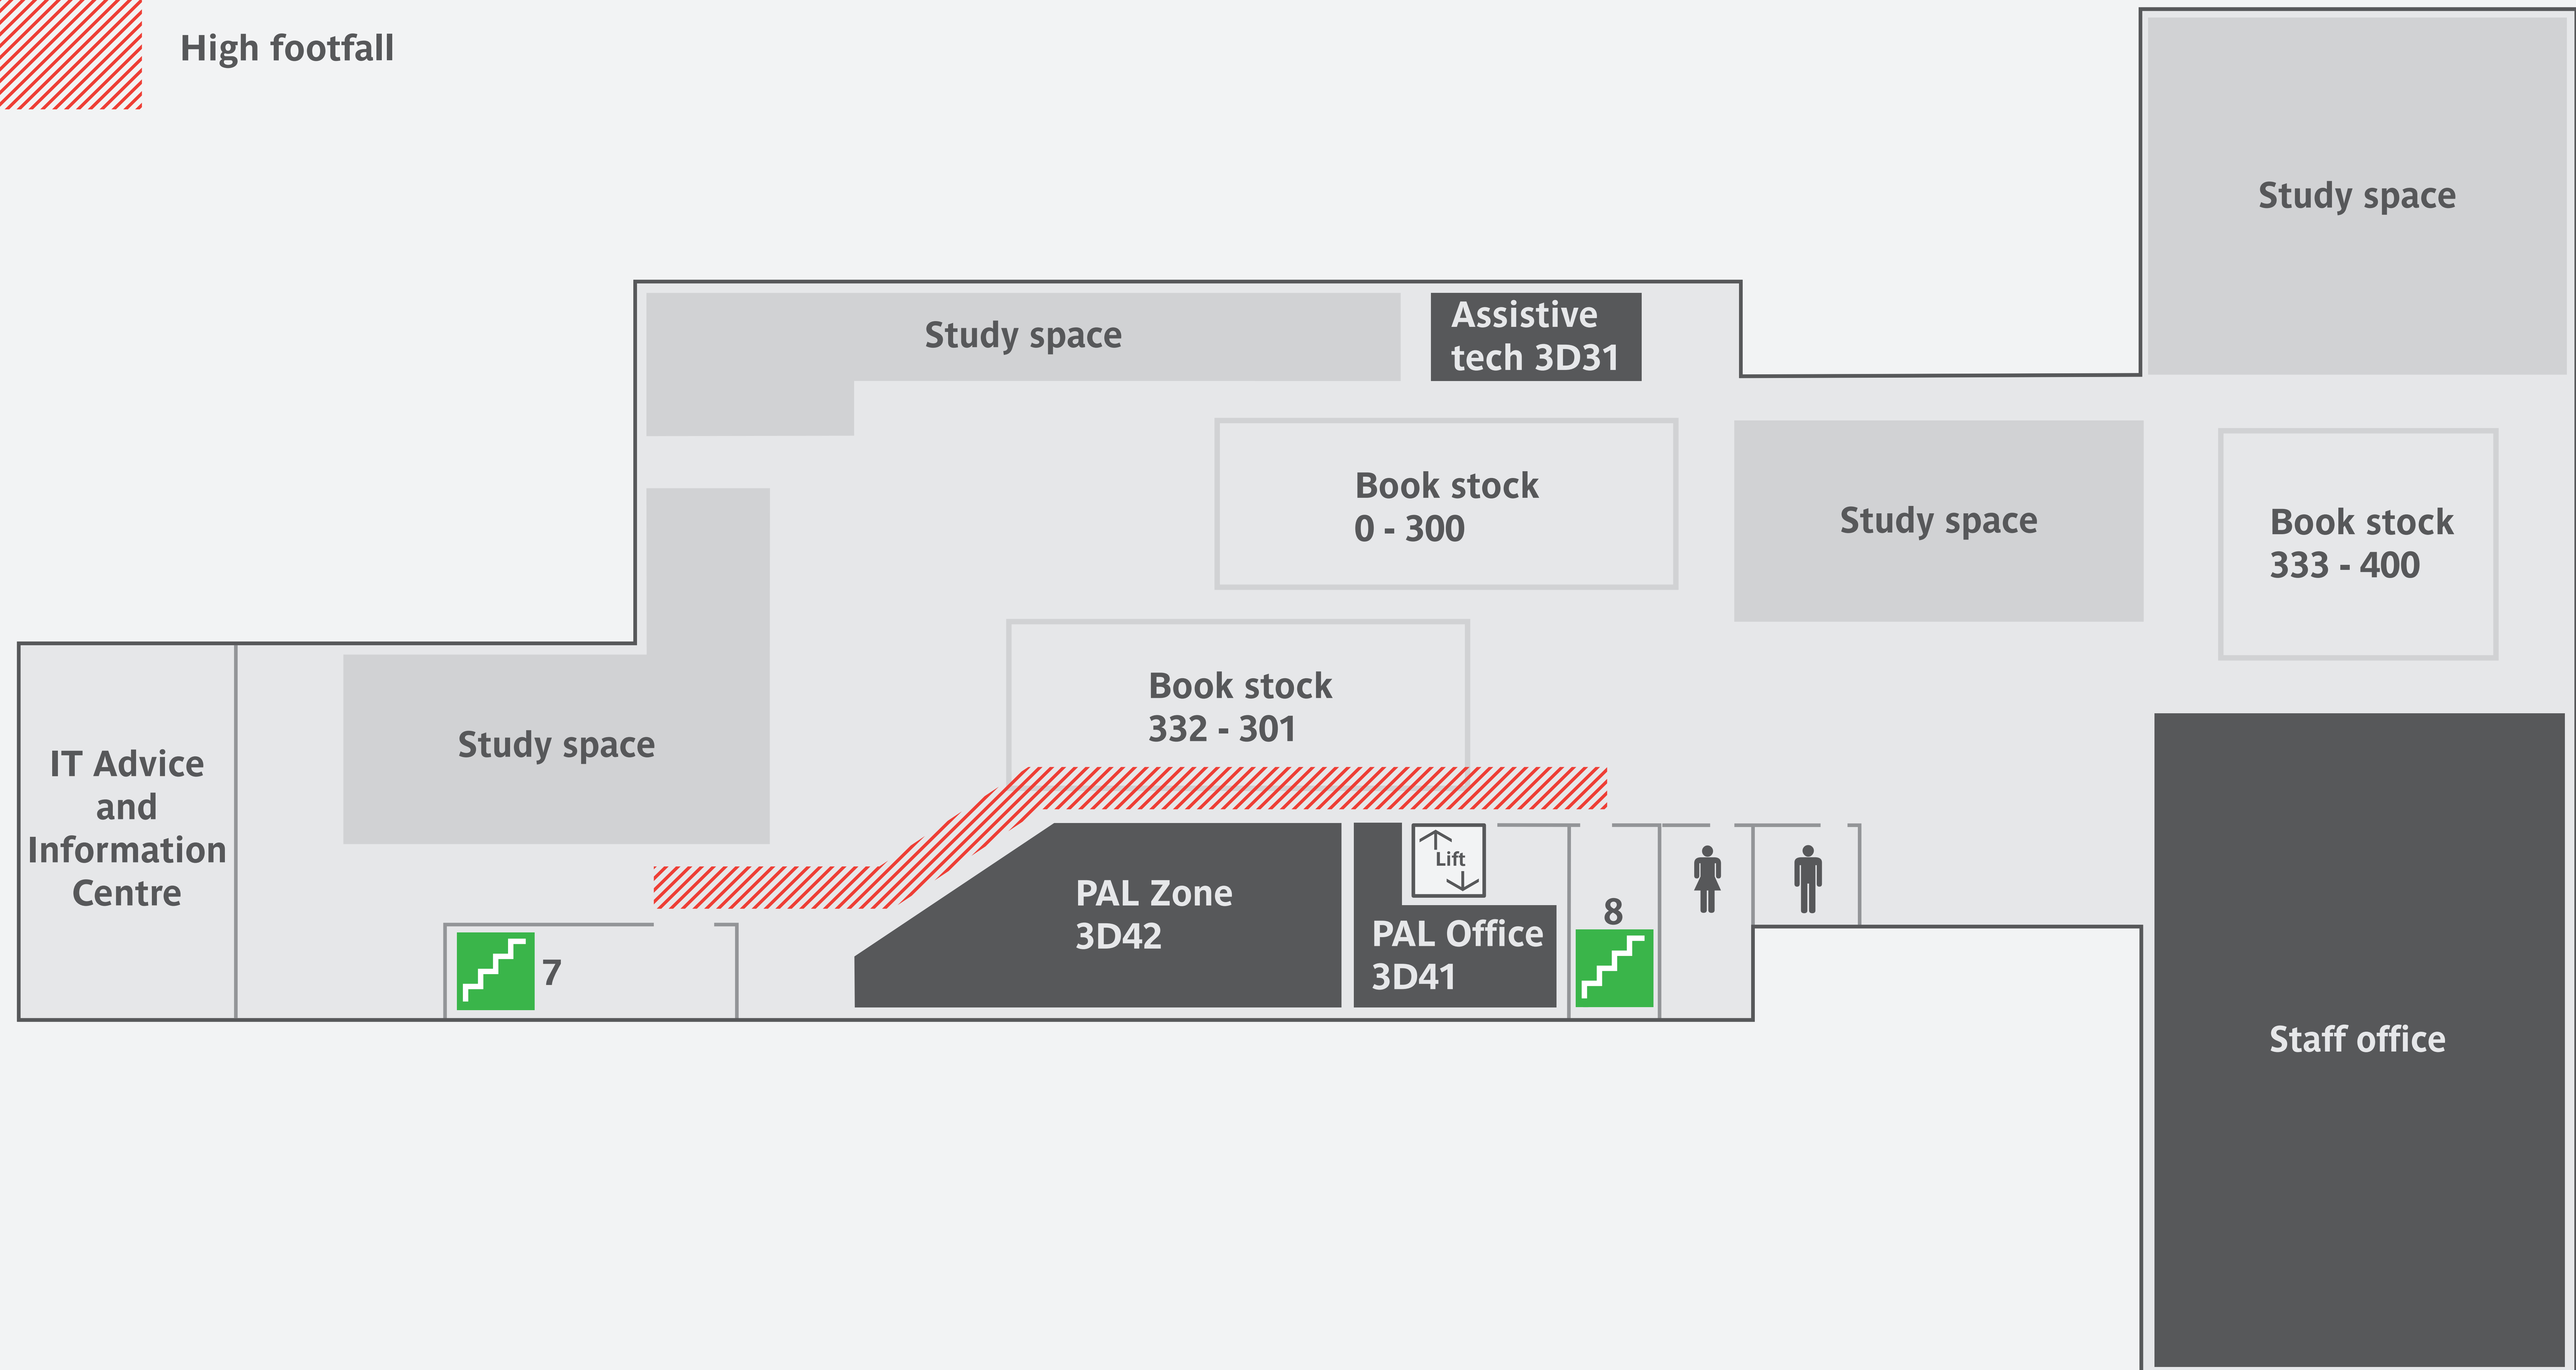 High footfall
Study space
Study space
Assistive
tech 3D31
Book stock
0 - 300
Study space
Book stock
333 - 400
Book stock
332 - 301
Study space
IT Advice
and
Information
Centre
Lift
PAL Zone
3D42
PAL Office
3D41
8
7
Staff office